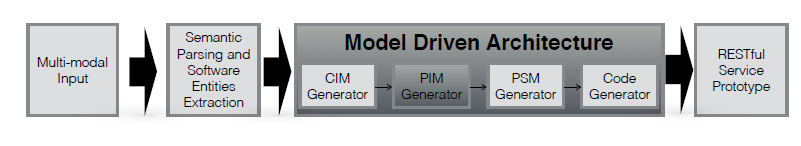 Multi-modal
Input
Semantic
Parsing and
Software
Entities
Extraction
Model Driven Architecture
CIM
Generator
PIM
Generator
PSM
Generator
Code
Generator
RESTful
Service
Prototype